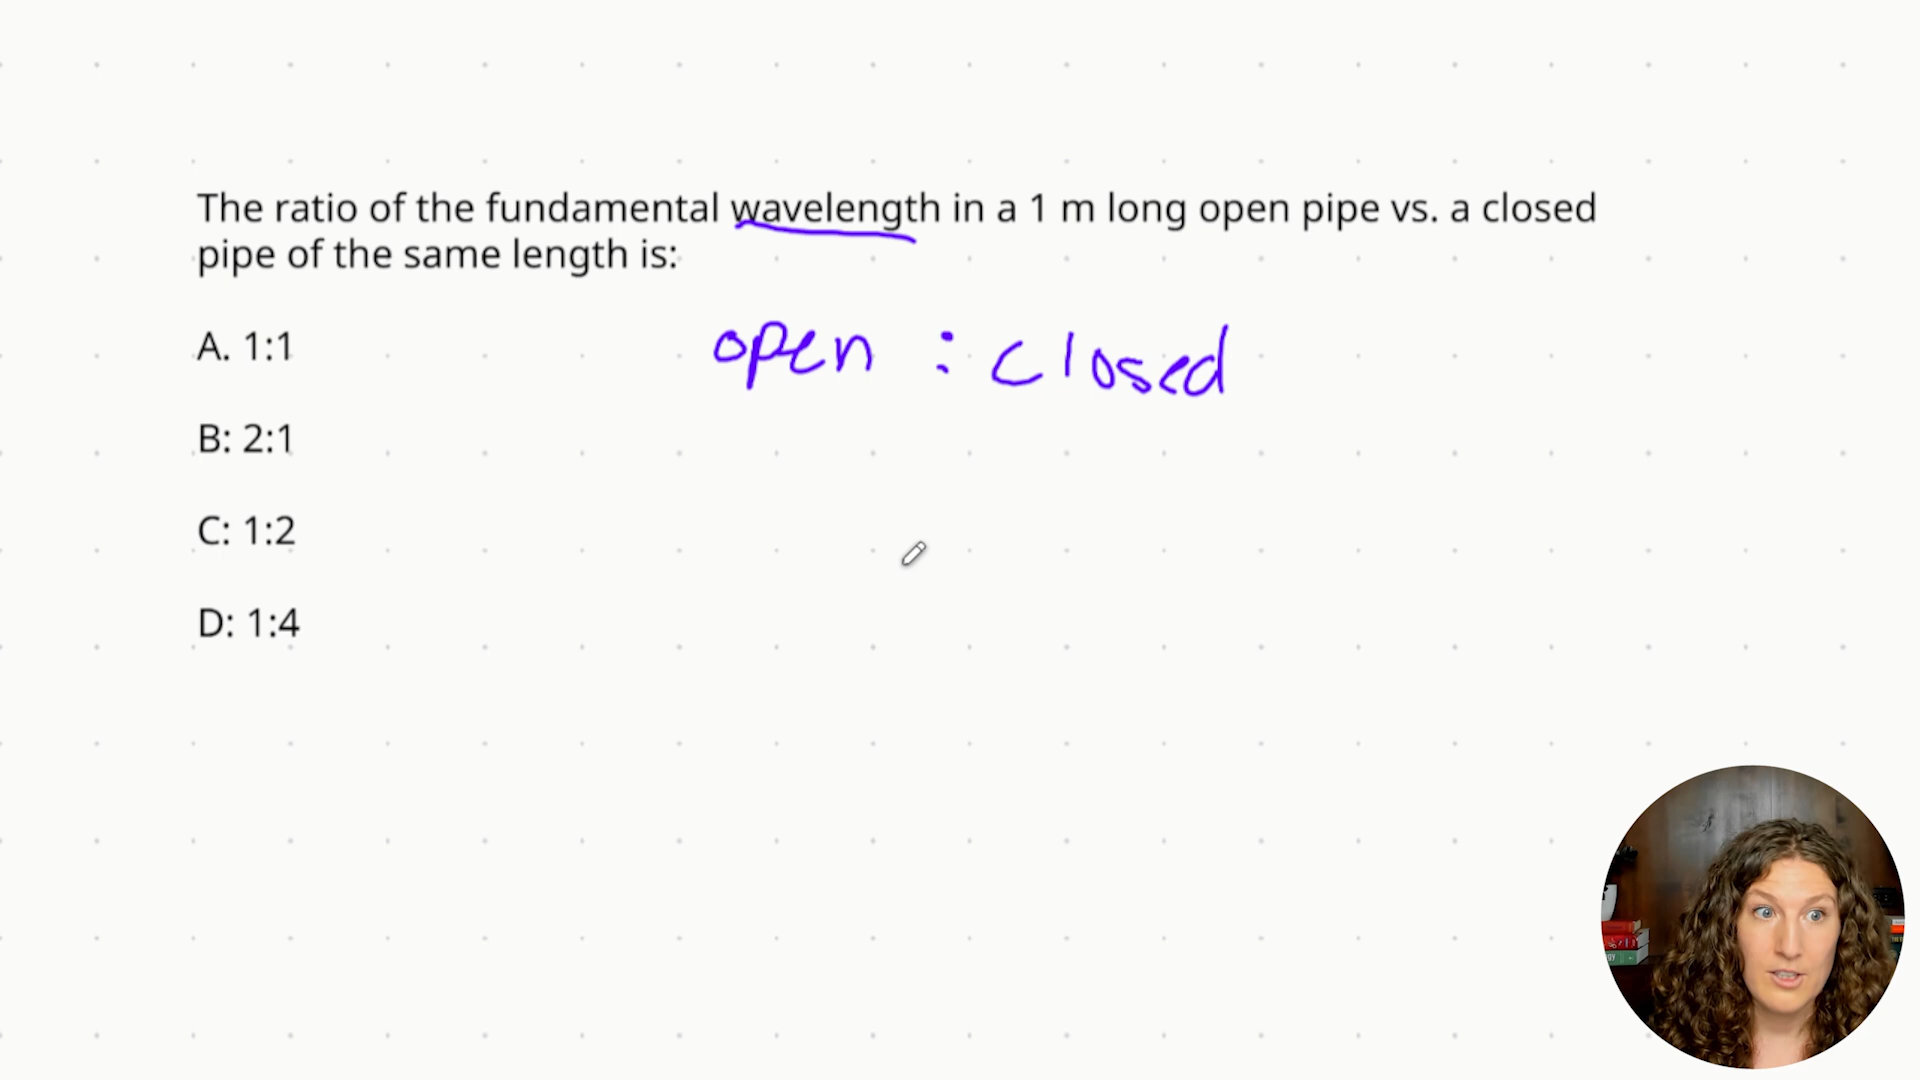 The ratio of the fundamental wavelength in a 1 m long open pipe vs. a closed
pipe of the same length is:
A. 1:1
open : closed
B: 2:1
C: 1:2
D: 1:4